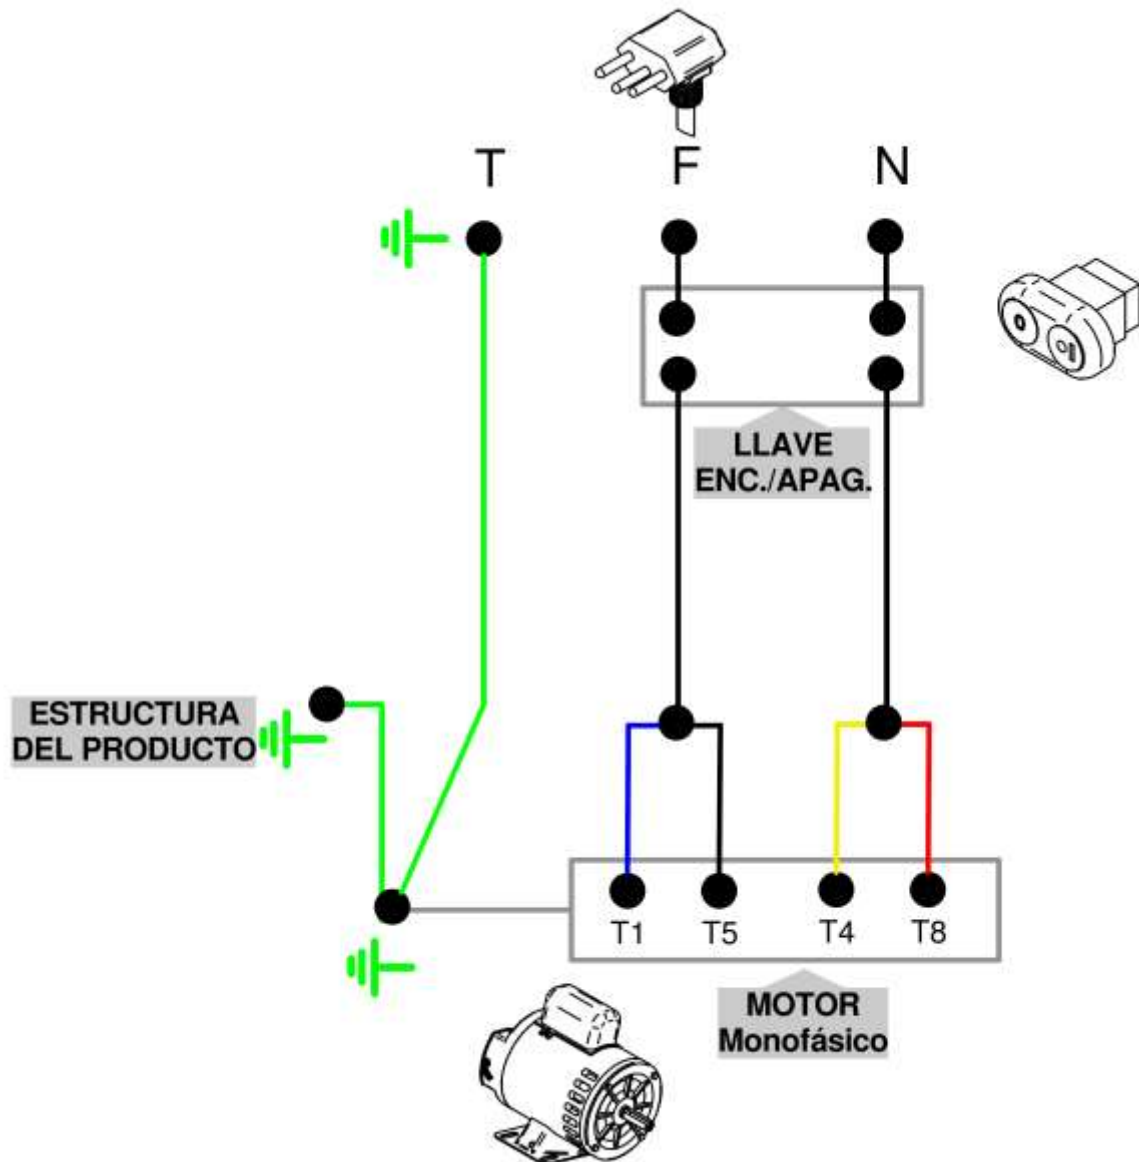 T
F
N
LLAVE
ENC./APAG.
ESTRUCTURA
DEL PRODUCTO
T1
T5
T4
T8
MOTOR
Monofásico